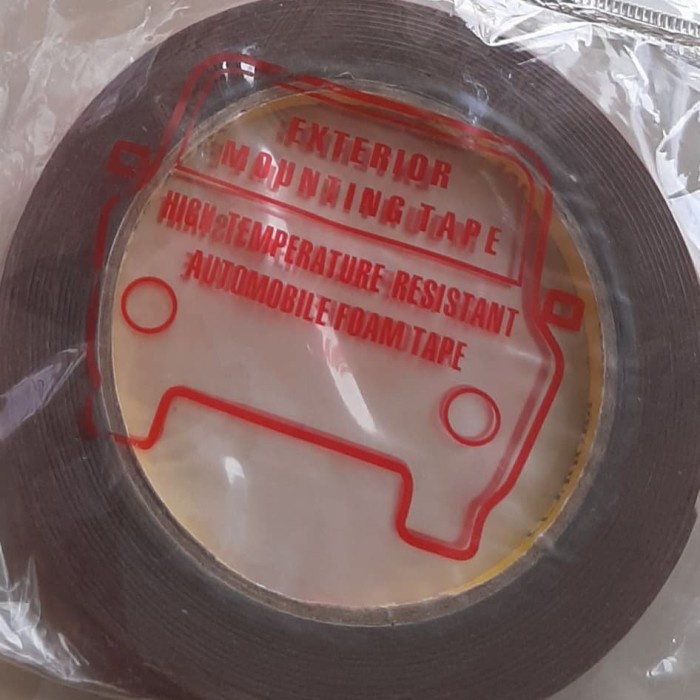 EXTERIOR
MOUNTING TAPE
HIGH TEMPERATURE RESISTANT
AUTOMOBILE FOAM TAPE